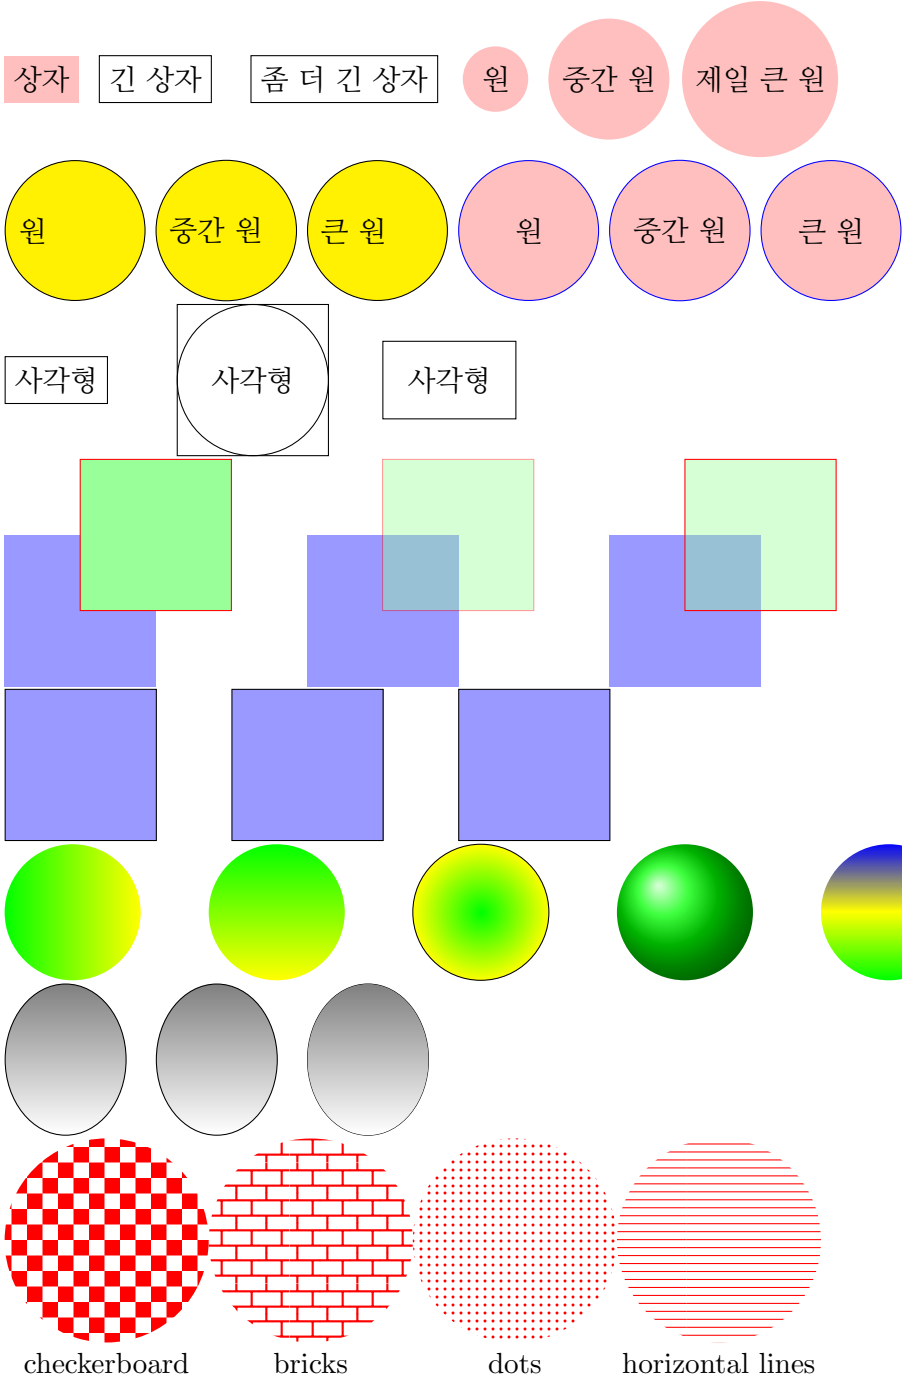 상자 긴 상자 좀 더 긴 상자 원 중간 원 제일 큰 원
원 중간 원 큰 원 원 중간 원 큰 원
사각형 사각형 사각형
checkerboard bricks dots horizontal lines